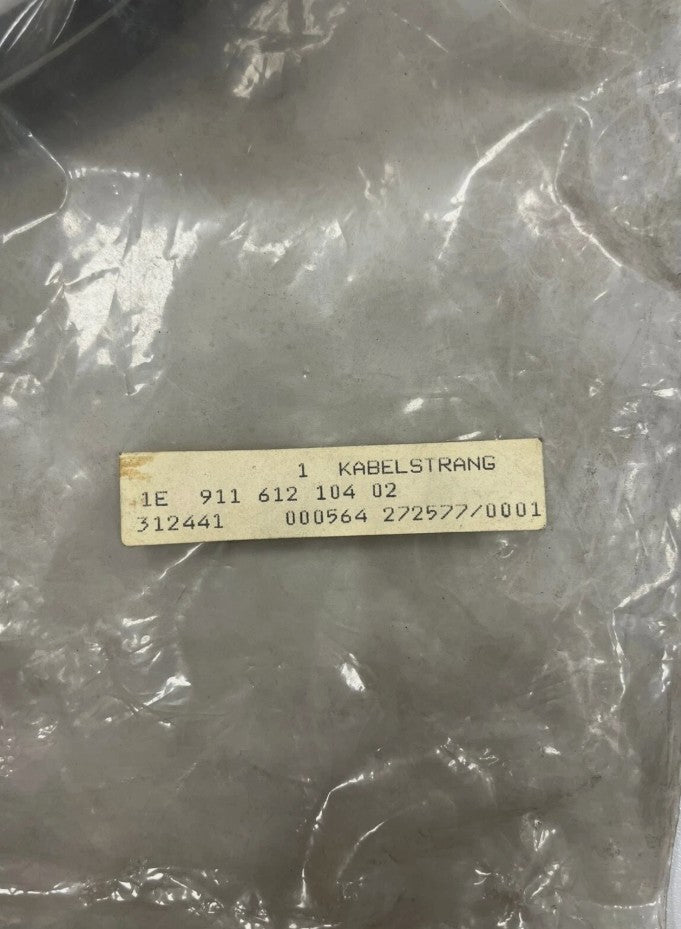 1 KABELSTRANG
1E 911 612 104 02
312441 000564 272577/0001